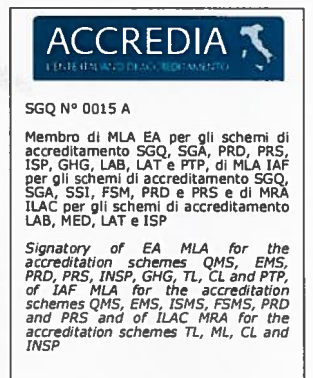 ACCREDIA
L'ENTE ITALIANO DI ACCREDITAMENTO
SGQ N° 0015 A
Membro di MLA EA per gli schemi di
accreditamento SGQ, SGA, PRD, PRS,
ISP, GHG, LAB, LAT e PTP, di MLA IAF
per gli schemi di accreditamento SGQ,
SGA, SSI, FSM, PRD e PRS e di MRA
ILAC per gli schemi di accreditamento
LAB, MED, LAT e ISP
Signatory of EA MLA for the
accreditation schemes QMS, EMS,
PRD, PRS, INSP, GHG, TL, CL and PTP,
of IAF MLA for the accreditation
schemes QMS, EMS, ISMS, FSMS, PRD
and PRS and of ILAC MRA for the
accreditation schemes TL, ML, CL and
INSP